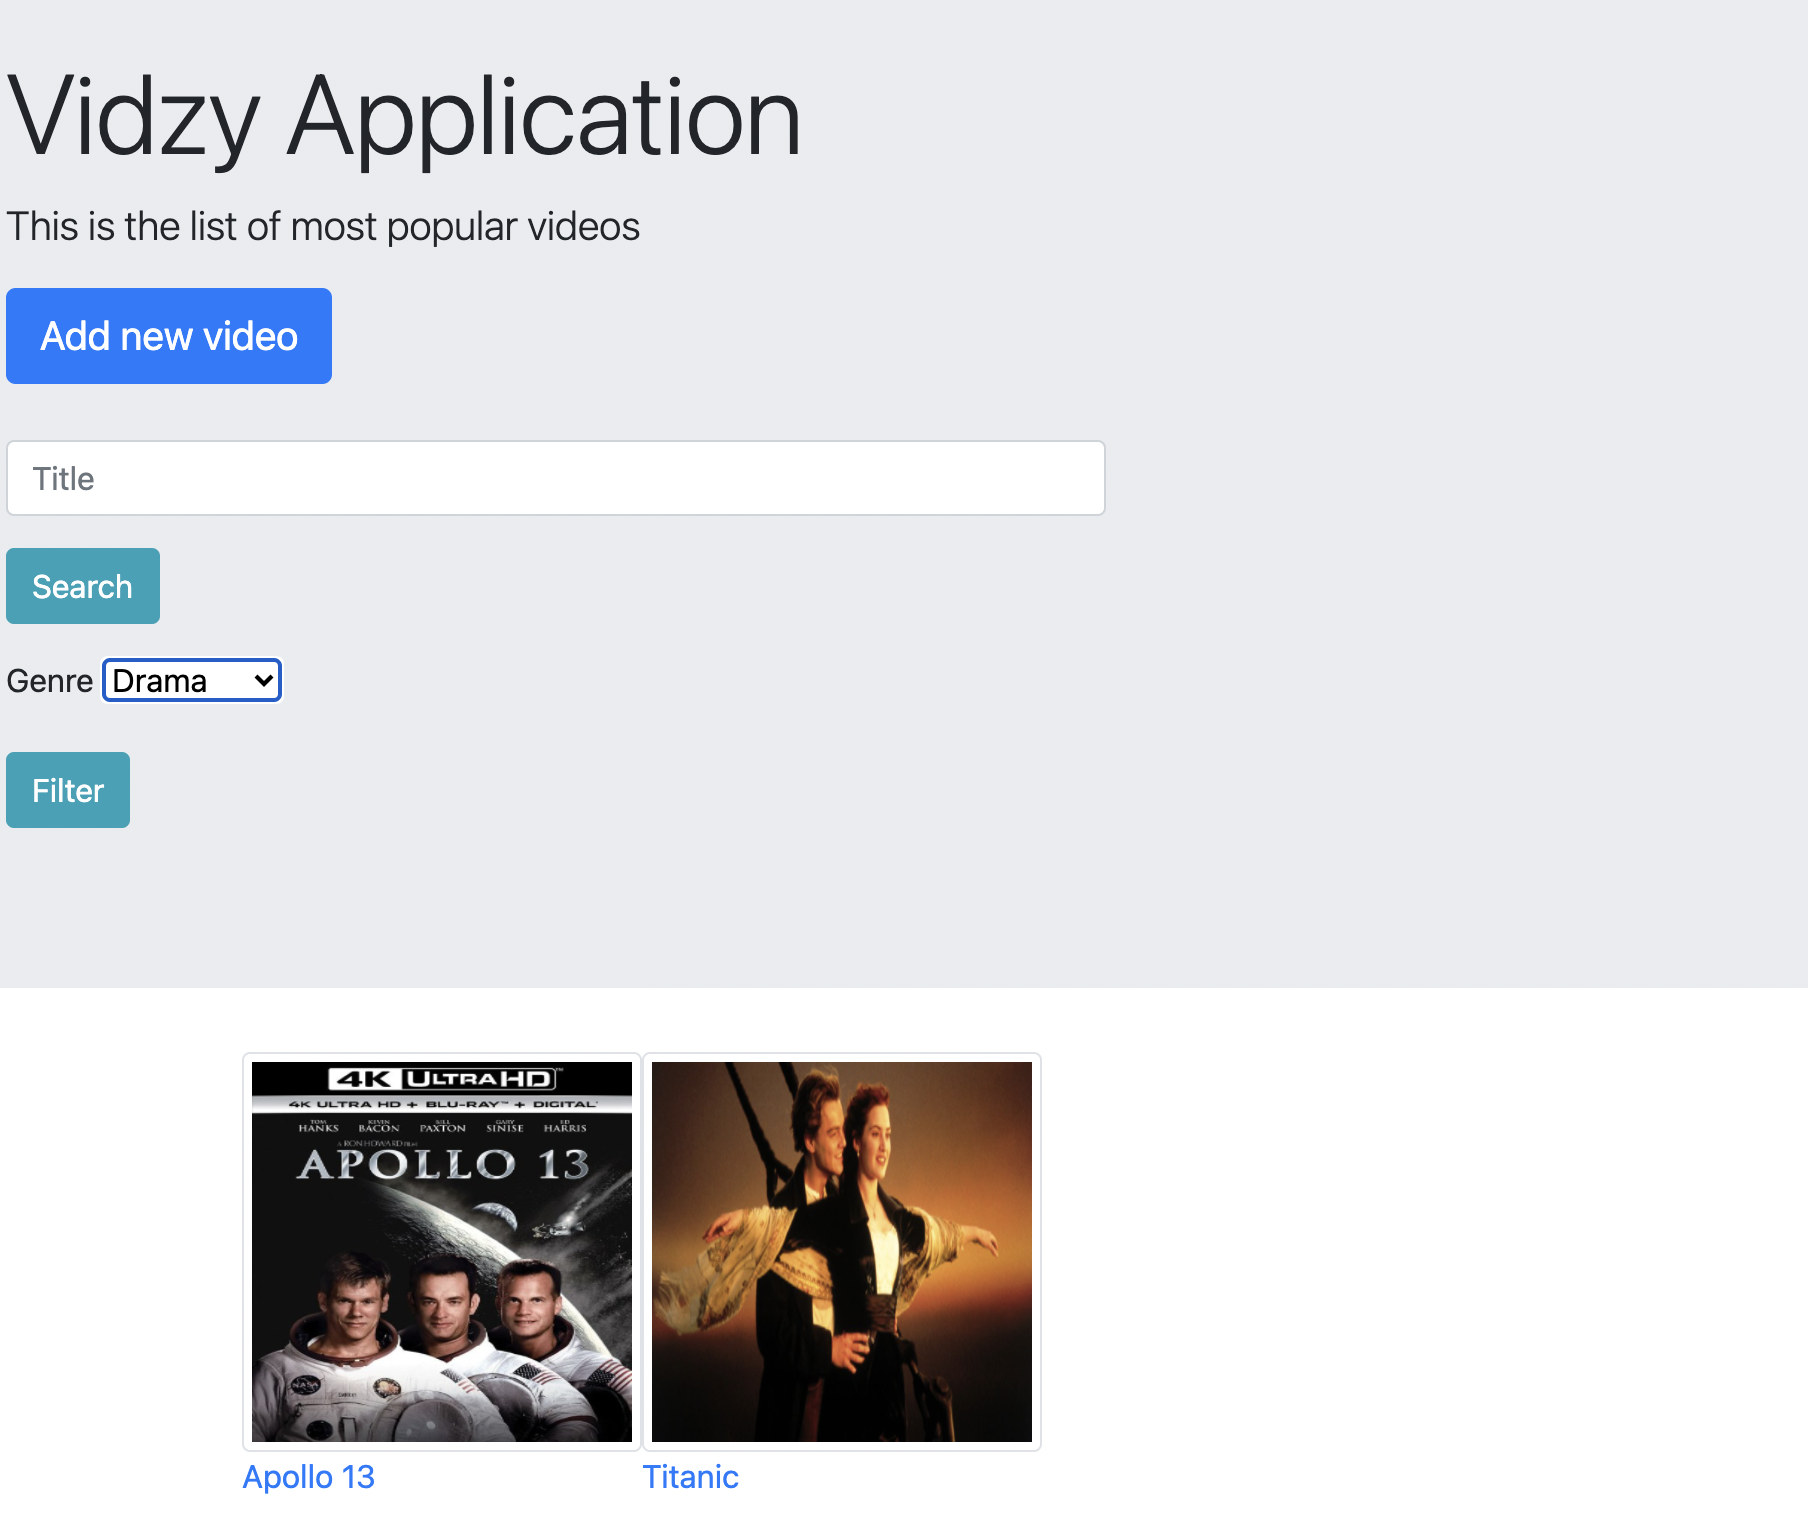 Vidzy Application
This is the list of most popular videos
Add new video
Title
Search
Genre Drama
Filter
4K ULTRA HD
4K ULTRA HD + BLU-RAY™ + DIGITAL
TOM HANKS KEVIN BACON BILL PAXTON GARY SINISE ED HARRIS
A RON HOWARD FILM
APOLLO 13
NASA
Apollo 13 Titanic